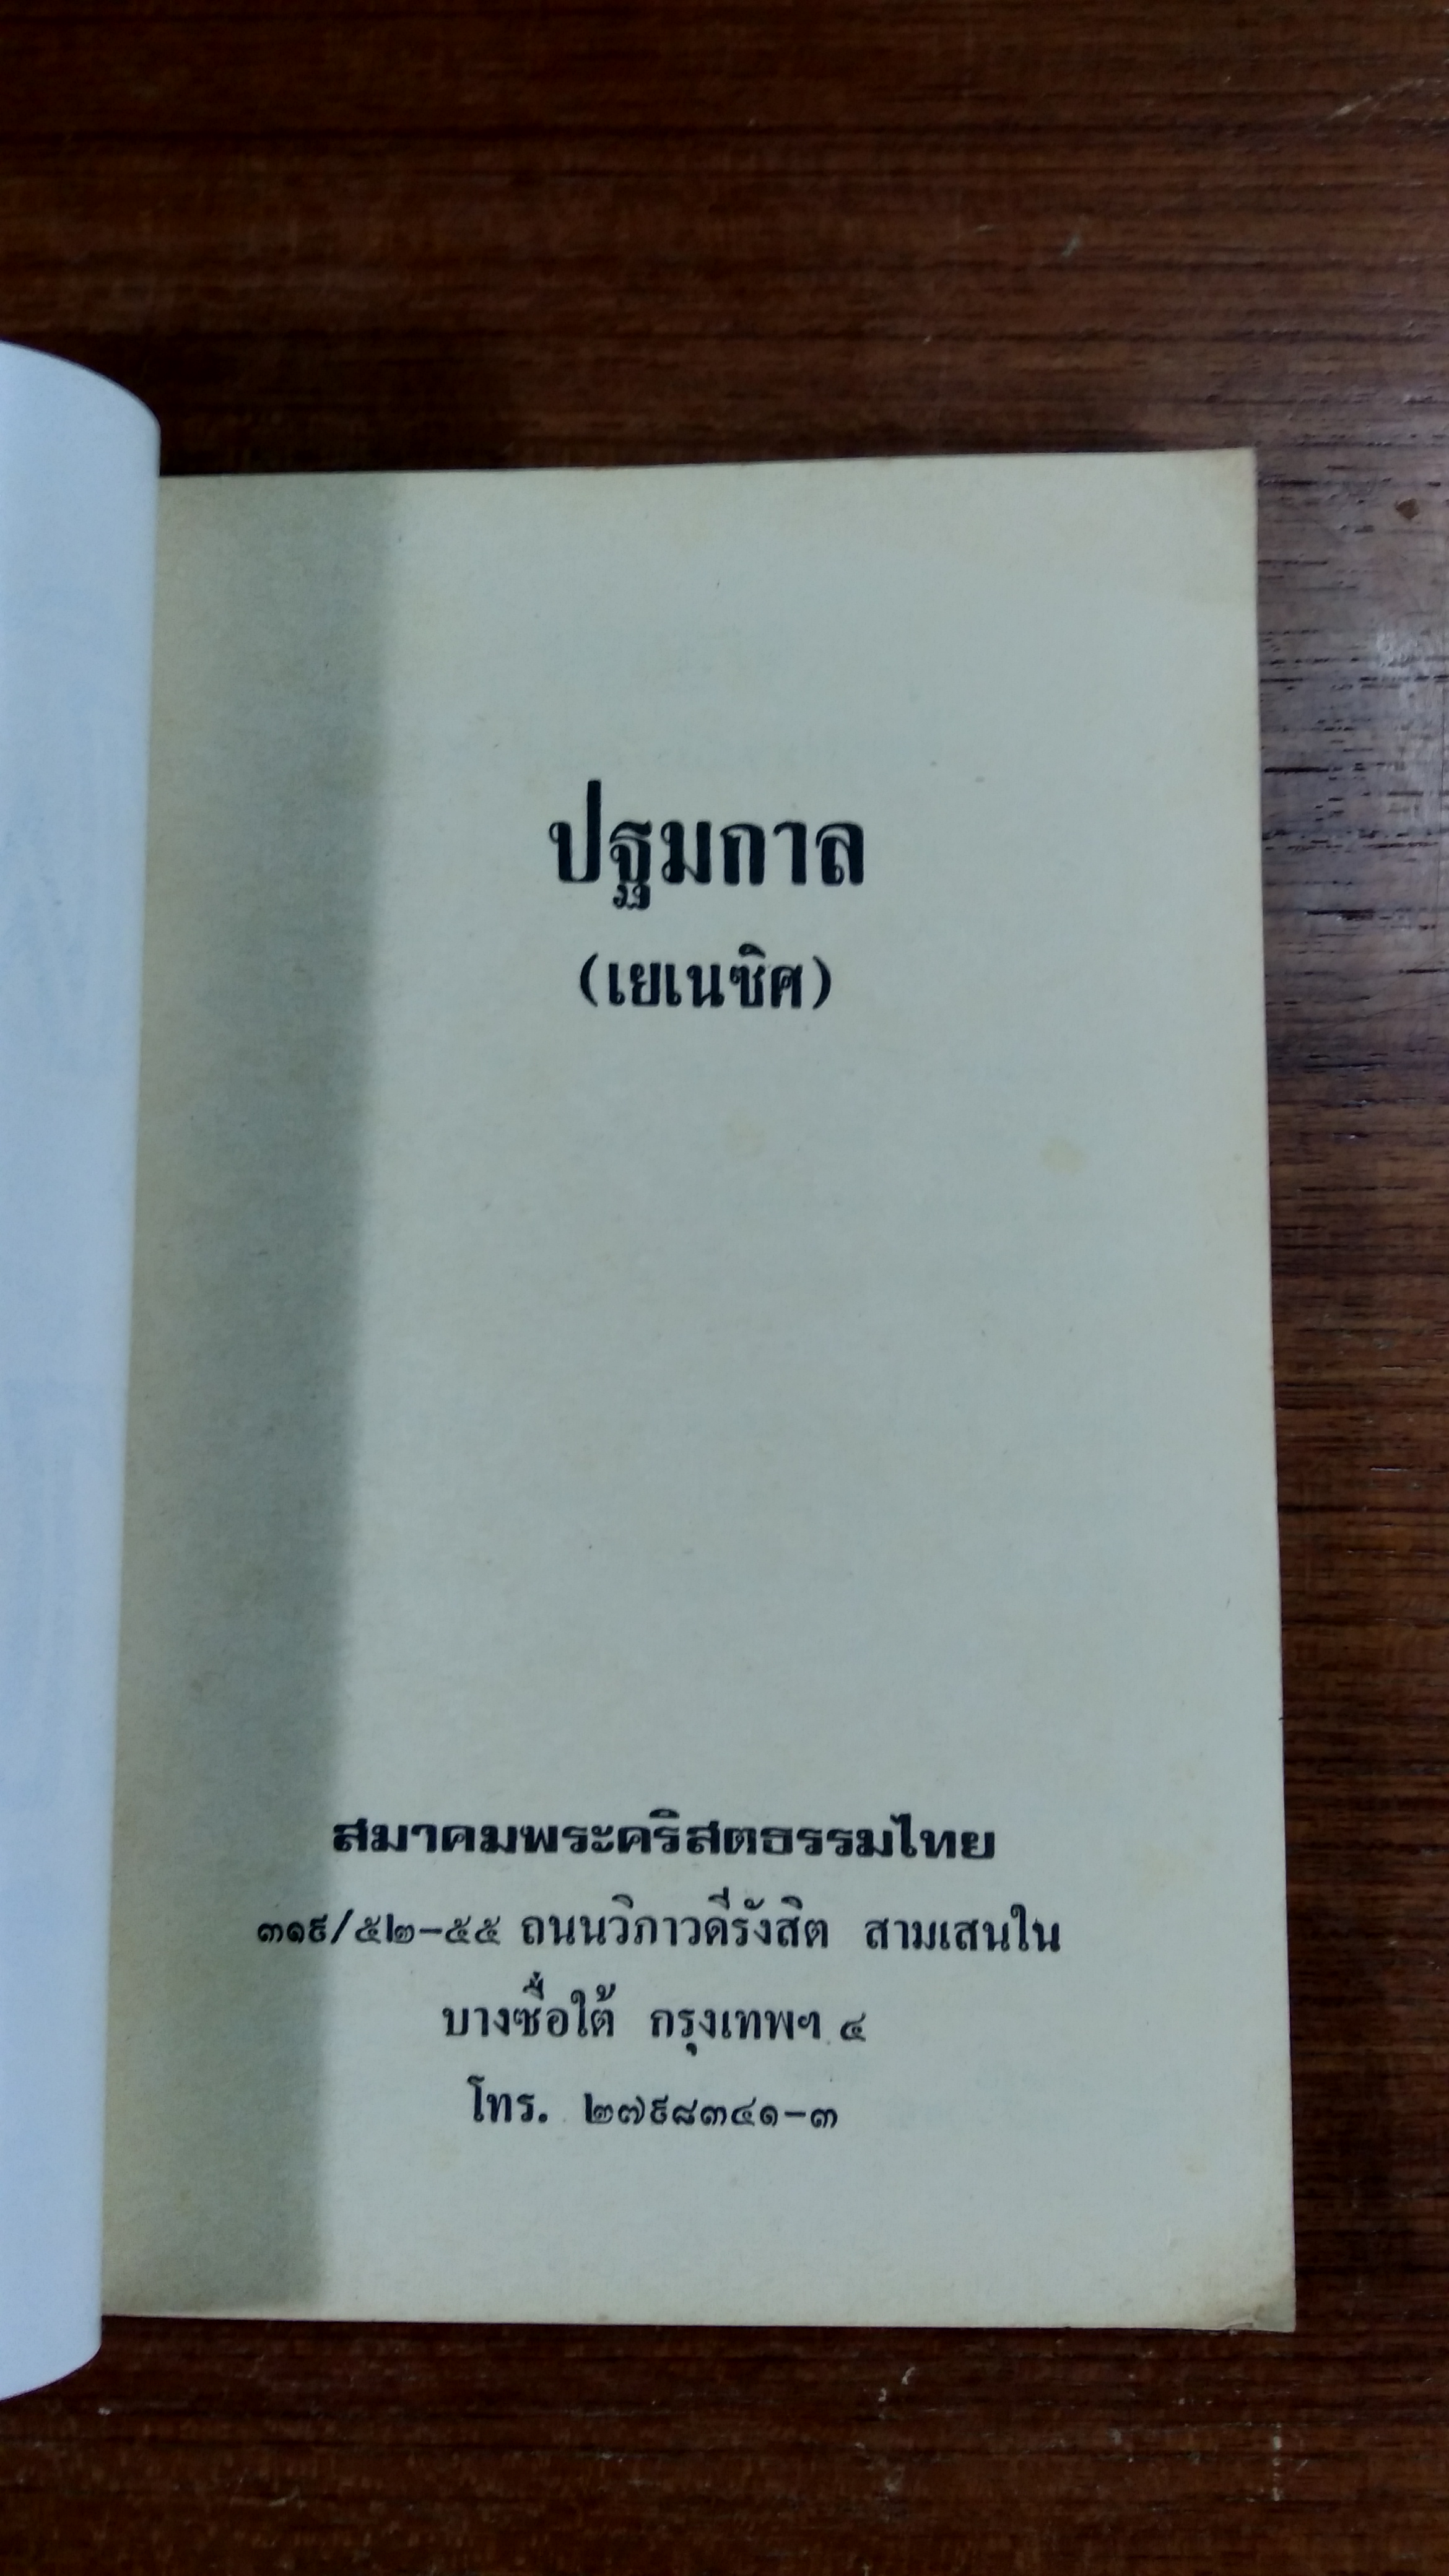 ปฐมกาล
(เยเนซิศ)
สมาคมพระคริสตธรรมไทย
๓๑๙/๕๒-๕๕ ถนนวิภาวดีรังสิต สามเสนใน
บางซื่อใต้ กรุงเทพฯ ๔
โทร. ๒๗๙๘๓๔๑-๓